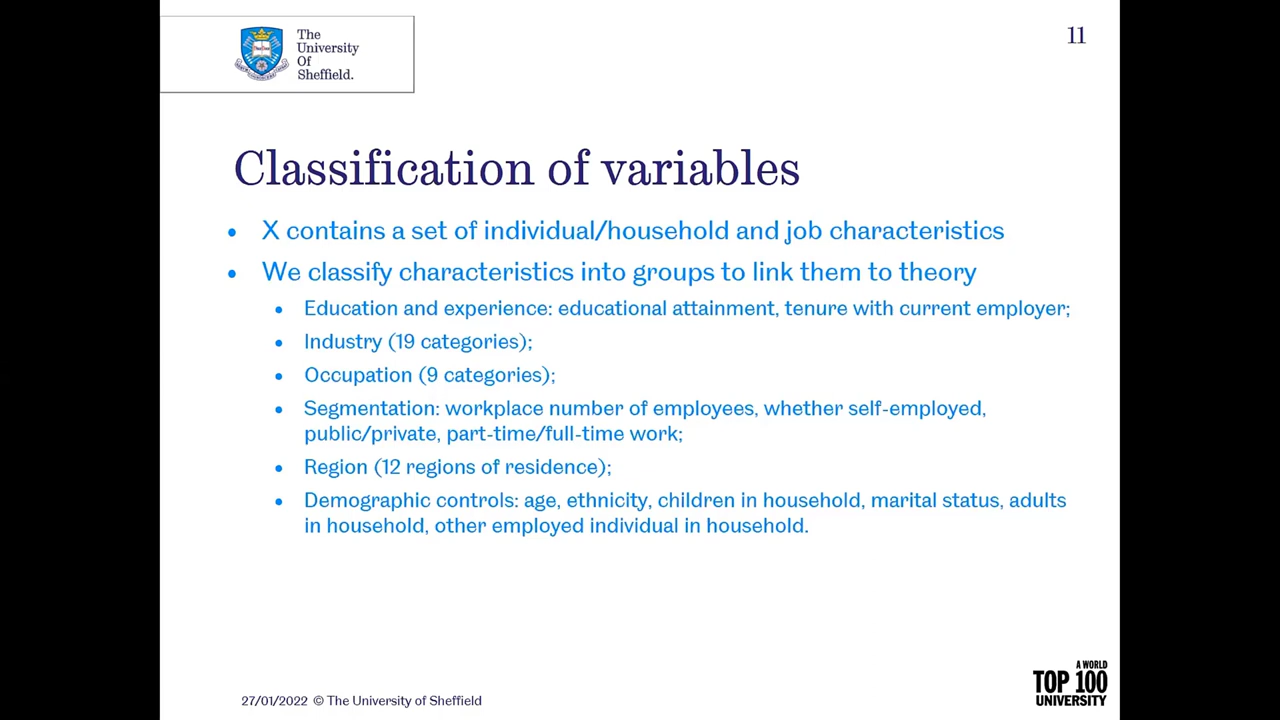 The
University
Of
Sheffield.
11
Classification of variables
• X contains a set of individual/household and job characteristics
• We classify characteristics into groups to link them to theory
• Education and experience: educational attainment, tenure with current employer;
• Industry (19 categories);
• Occupation (9 categories);
• Segmentation: workplace number of employees, whether self-employed,
public/private, part-time/full-time work;
• Region (12 regions of residence);
• Demographic controls: age, ethnicity, children in household, marital status, adults
in household, other employed individual in household.
27/01/2022 © The University of Sheffield
A WORLD
TOP 100
UNIVERSITY